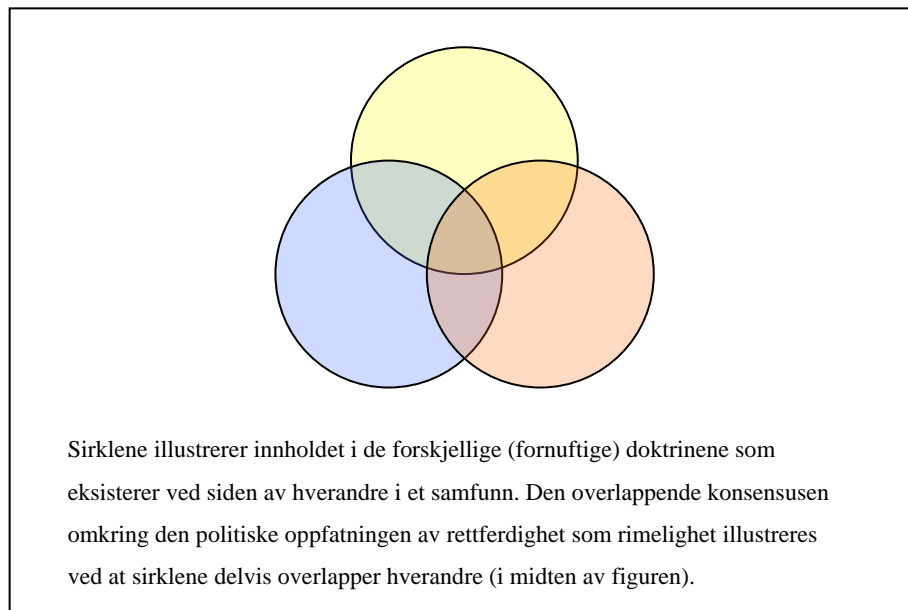 Sirklene illustrerer innholdet i de forskjellige (fornuftige) doktrinene som
eksisterer ved siden av hverandre i et samfunn. Den overlappende konsensusen
omkring den politiske oppfatningen av rettferdighet som rimelighet illustreres
ved at sirklene delvis overlapper hverandre (i midten av figuren).